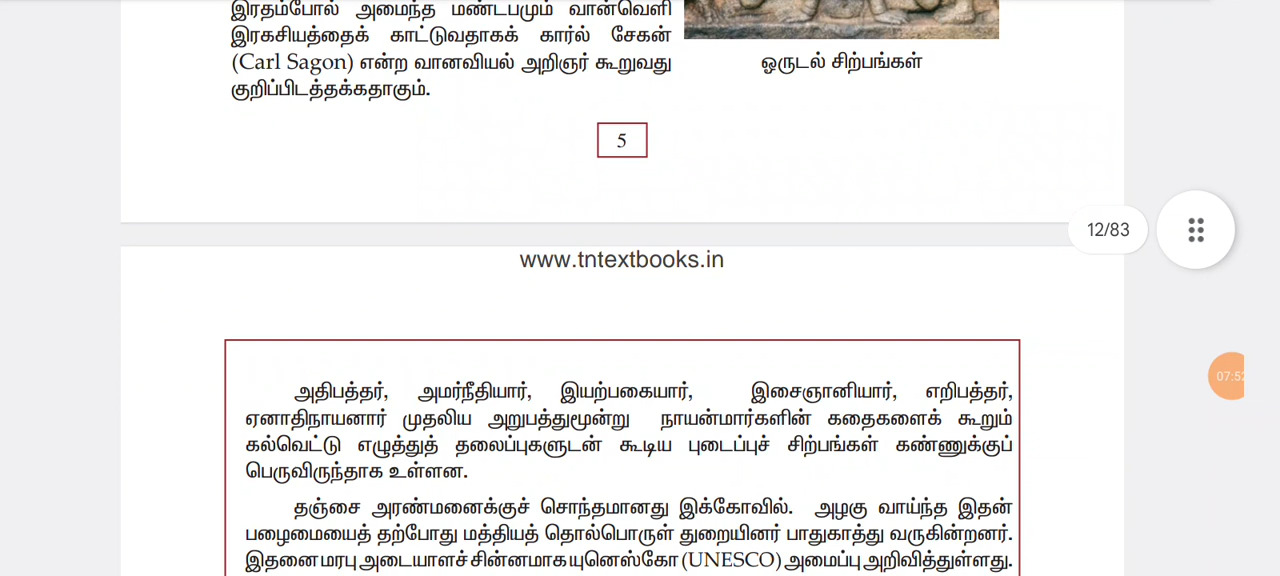 இரதம்போல் அமைந்த மண்டபமும் வான்வெளி
இரகசியத்தைக் காட்டுவதாகக் கார்ல் சேகன்
(Carl Sagon) என்ற வானவியல் அறிஞர் கூறுவது
குறிப்பிடத்தக்கதாகும்.
ஓருடல் சிற்பங்கள்
5
12/83
www.tntextbooks.in
07:52
அதிபத்தர், அமர்நீதியார், இயற்பகையார், இசைஞானியார், எறிபத்தர்,
ஏனாதிநாயனார் முதலிய அறுபத்துமூன்று நாயன்மார்களின் கதைகளைக் கூறும்
கல்வெட்டு எழுத்துத் தலைப்புகளுடன் கூடிய புடைப்புச் சிற்பங்கள் கண்ணுக்குப்
பெருவிருந்தாக உள்ளன.
தஞ்சை அரண்மனைக்குச் சொந்தமானது இக்கோவில். அழகு வாய்ந்த இதன்
பழைமையைத் தற்போது மத்தியத் தொல்பொருள் துறையினர் பாதுகாத்து வருகின்றனர்.
இதனை மரபு அடையாளச் சின்னமாக யுனெஸ்கோ (UNESCO) அமைப்பு அறிவித்துள்ளது.